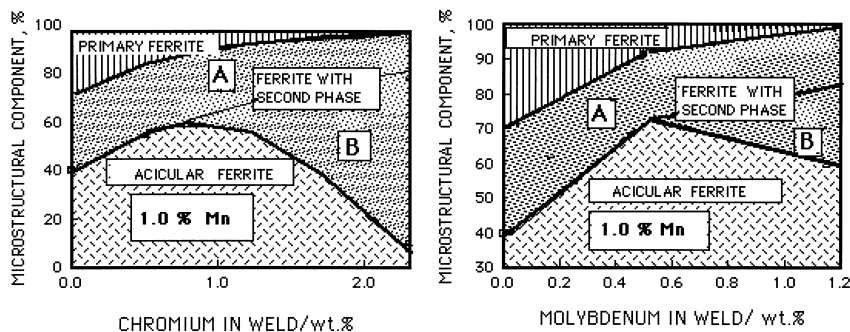 MICROSTRUCTURAL COMPONENT, %
100
80
60
40
20
0
PRIMARY FERRITE
A
FERRITE WITH
SECOND PHASE
B
ACICULAR FERRITE
1.0 % Mn
0.0
1.0
2.0
CHROMIUM IN WELD/wt.%
MICROSTRUCTURAL COMPONENT, %
100
90
80
70
60
50
40
30
PRIMARY FERRITE
A
FERRITE WITH
SECOND PHASE
B
ACICULAR FERRITE
1.0 % Mn
0.0
0.2
0.4
0.6
0.8
1.0
1.2
MOLYBDENUM IN WELD/ wt.%